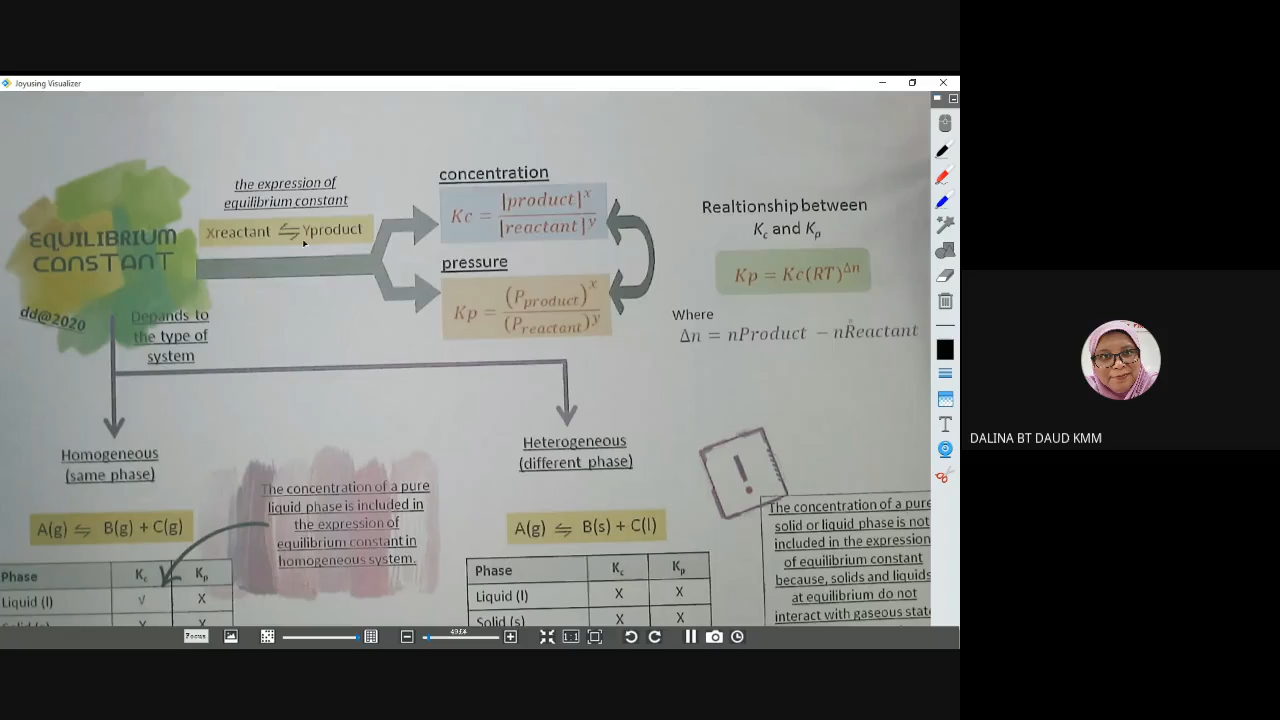 Joyusing Visualizer
EQUILIBRIUM
CONSTANT
dd@2020
the expression of
equilibrium constant
Xreactant ⇋ Yproduct
concentration
Kc = [product]^x / [reactant]^y
pressure
Kp = (P_product)^x / (P_reactant)^y
Realtionship between
K_c and K_p
Kp = Kc(RT)^Δn
Where
Δn = nProduct − nReactant
Depands to
the type of
system
Homogeneous
(same phase)
A(g) ⇋ B(g) + C(g)
Phase K_c K_p
Liquid (l) √ X
The concentration of a pure
liquid phase is included in
the expression of
equilibrium constant in
homogeneous system.
Heterogeneous
(different phase)
A(g) ⇋ B(s) + C(l)
Phase K_c K_p
Liquid (l) X X
Solid (s) X X
!
The concentration of a pure
solid or liquid phase is not
included in the expression
of equilibrium constant
because, solids and liquids
at equilibrium do not
interact with gaseous state
Focus
1:1
T
DALINA BT DAUD KMM